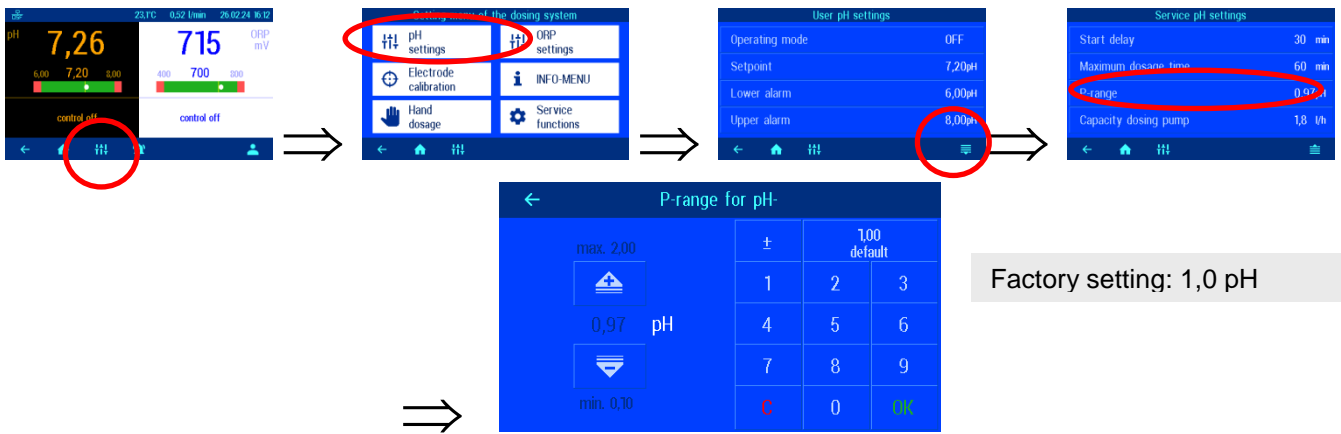 23,1°C 0,52 l/min 26.02.24 16:12
pH 7,26
6,00 7,20 8,00
control off
715 ORP mV
400 700 800
control off
Setting menu of the dosing system
pH settings
ORP settings
Electrode calibration
INFO-MENU
Hand dosage
Service functions
User pH settings
Operating mode OFF
Setpoint 7,20pH
Lower alarm 6,00pH
Upper alarm 8,00pH
Service pH settings
Start delay 30 min
Maximum dosage time 60 min
P-range 0,97pH
Capacity dosing pump 1,8 l/h
P-range for pH-
max. 2,00
0,97 pH
min. 0,10
± 1,00 default
1 2 3
4 5 6
7 8 9
C 0 OK
Factory setting: 1,0 pH